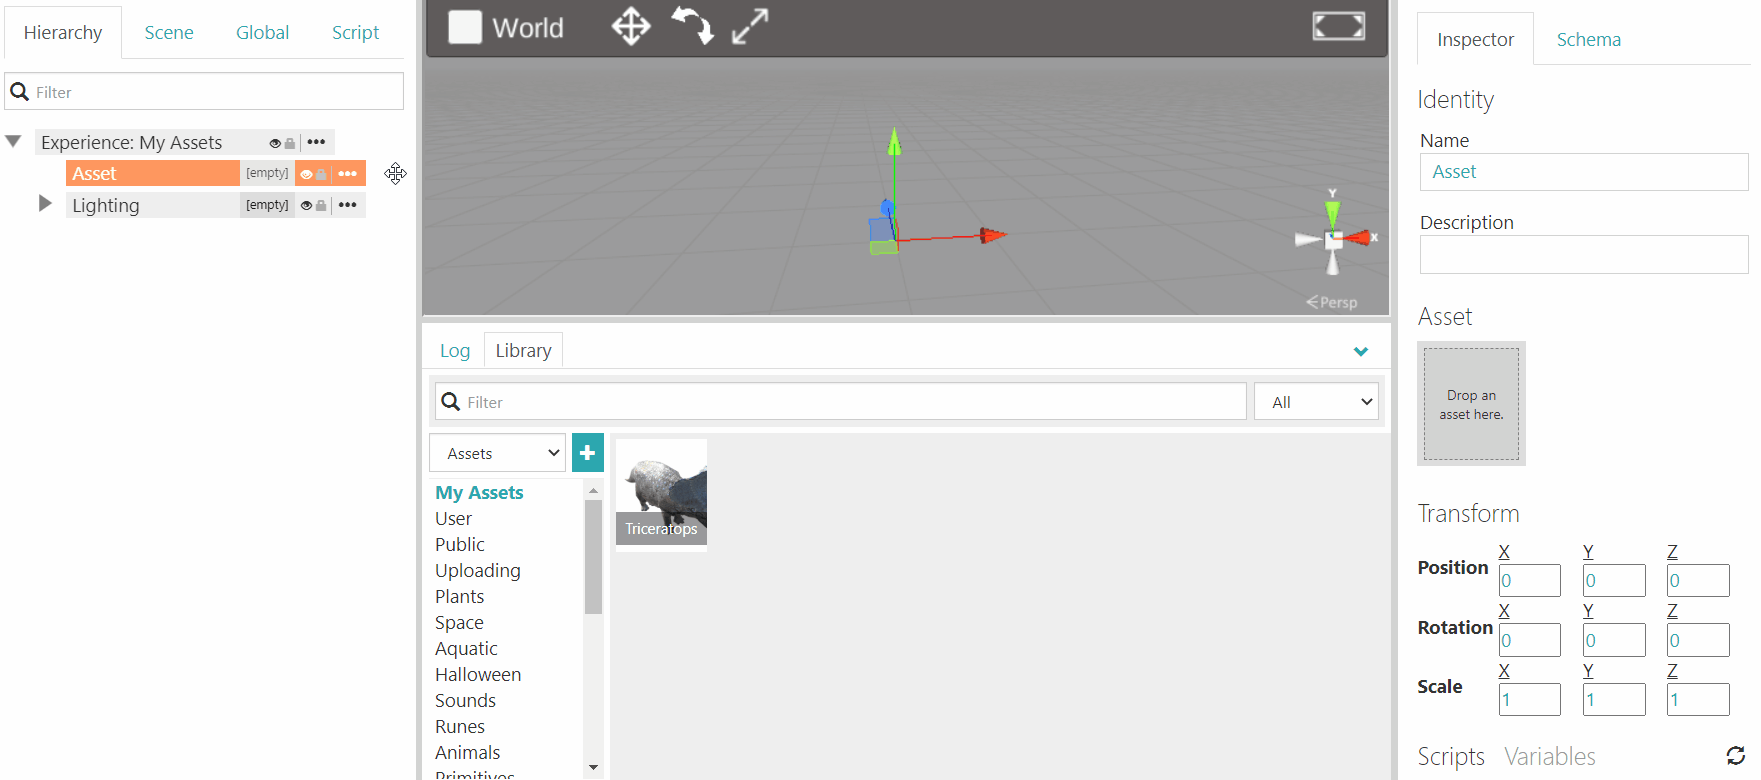 Hierarchy
Scene
Global
Script
Filter
Experience: My Assets
Asset
[empty]
Lighting
[empty]
World
Y
X
Persp
Log
Library
Filter
All
Assets
My Assets
User
Public
Uploading
Plants
Space
Aquatic
Halloween
Sounds
Runes
Animals
Primitives
Triceratops
Inspector
Schema
Identity
Name
Asset
Description
Asset
Drop an
asset here.
Transform
X Y Z
Position 0 0 0
X Y Z
Rotation 0 0 0
X Y Z
Scale 1 1 1
Scripts
Variables